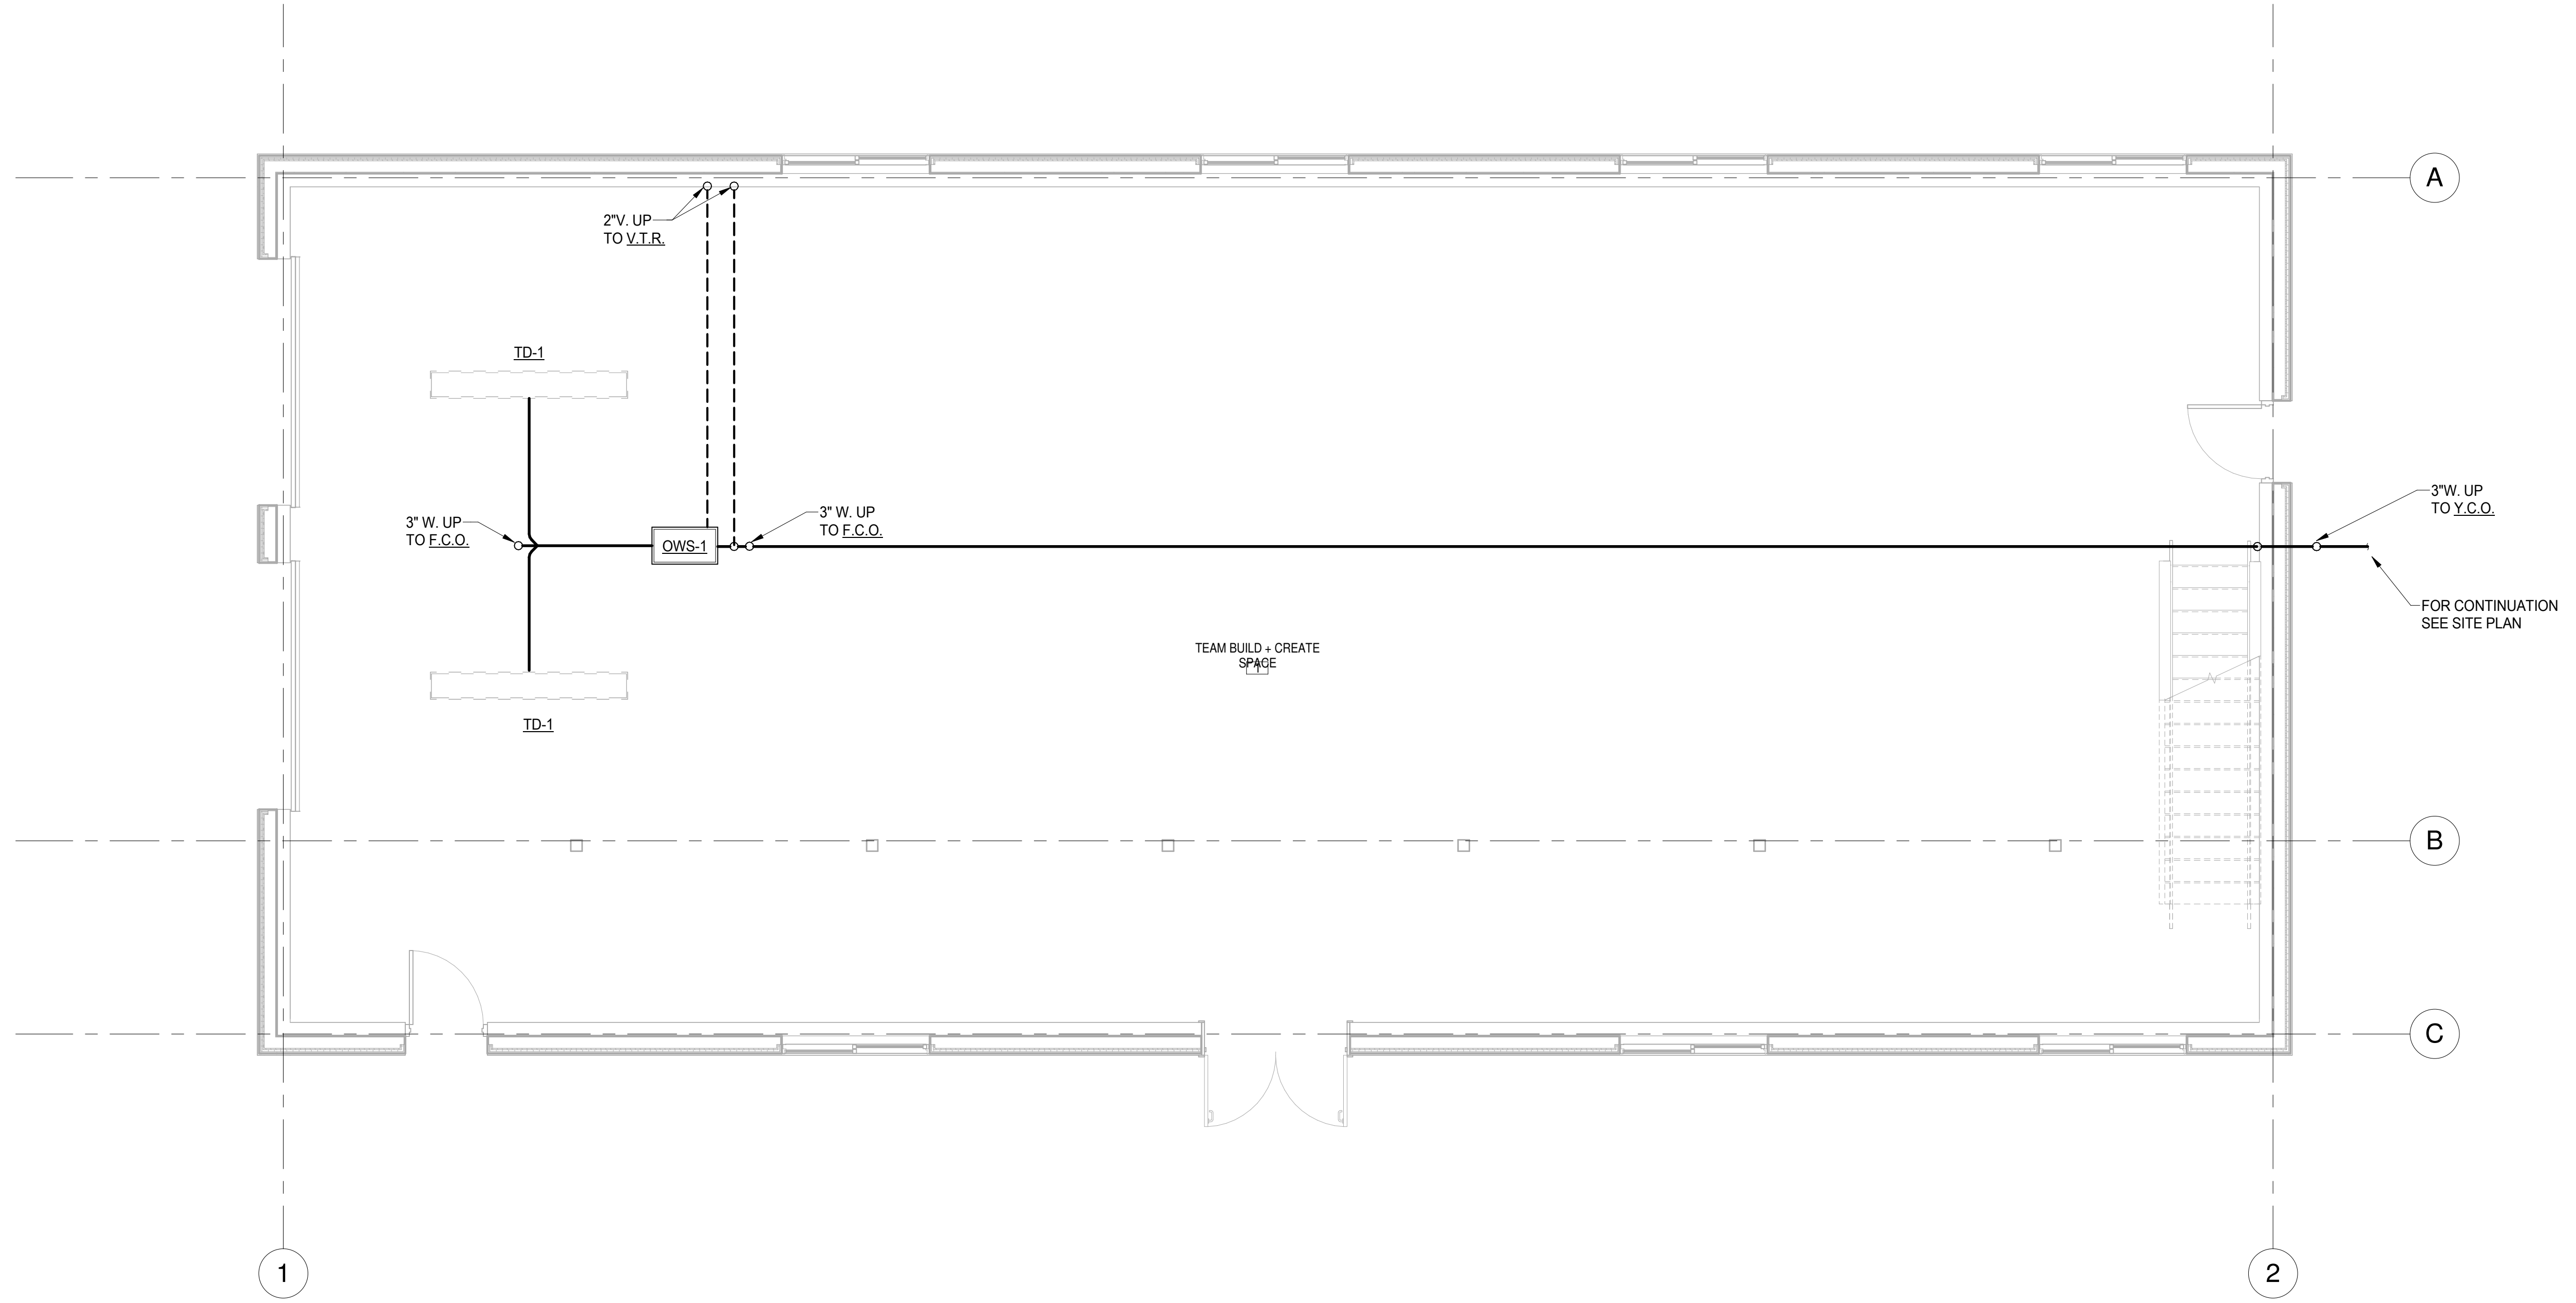 A
2"V. UP
TO V.T.R.
TD-1
3" W. UP
TO F.C.O.
OWS-1
3" W. UP
TO F.C.O.
3"W. UP
TO Y.C.O.
FOR CONTINUATION
SEE SITE PLAN
TEAM BUILD + CREATE
SPACE
1
TD-1
B
C
1
2